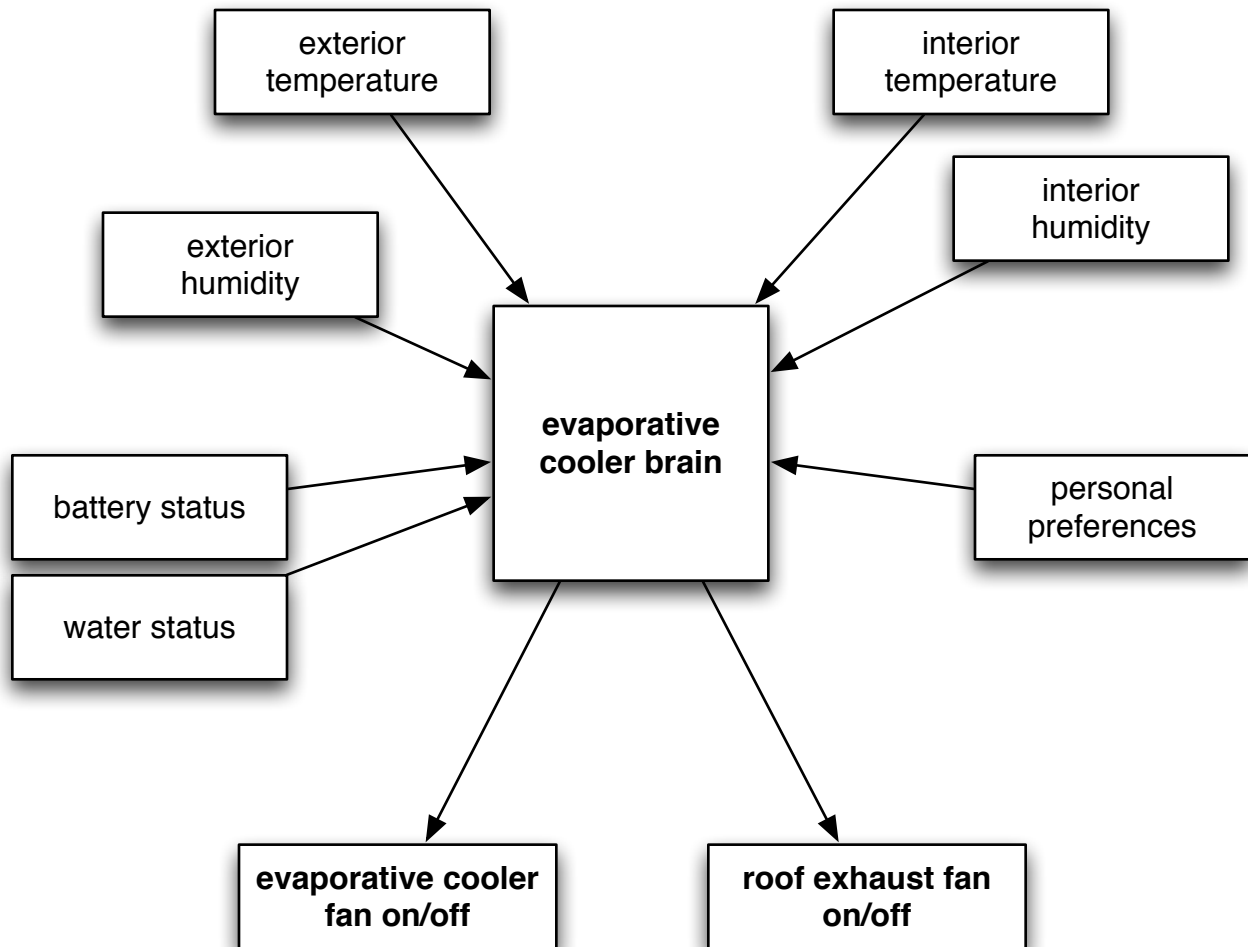 exterior
temperature
interior
temperature
interior
humidity
exterior
humidity
evaporative
cooler brain
battery status
personal
preferences
water status
evaporative cooler
fan on/off
roof exhaust fan
on/off